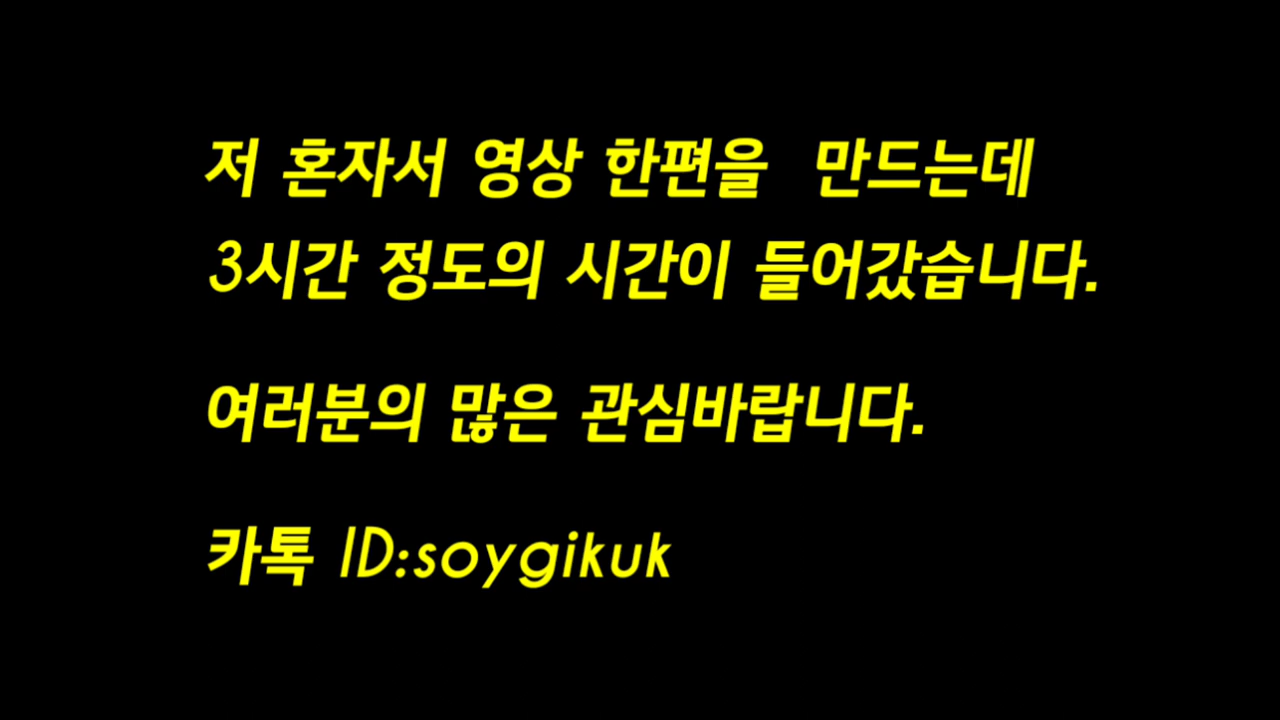 저 혼자서 영상 한편을  만드는데
3시간 정도의 시간이 들어갔습니다.
여러분의 많은 관심바랍니다.
카톡 ID:soygikuk